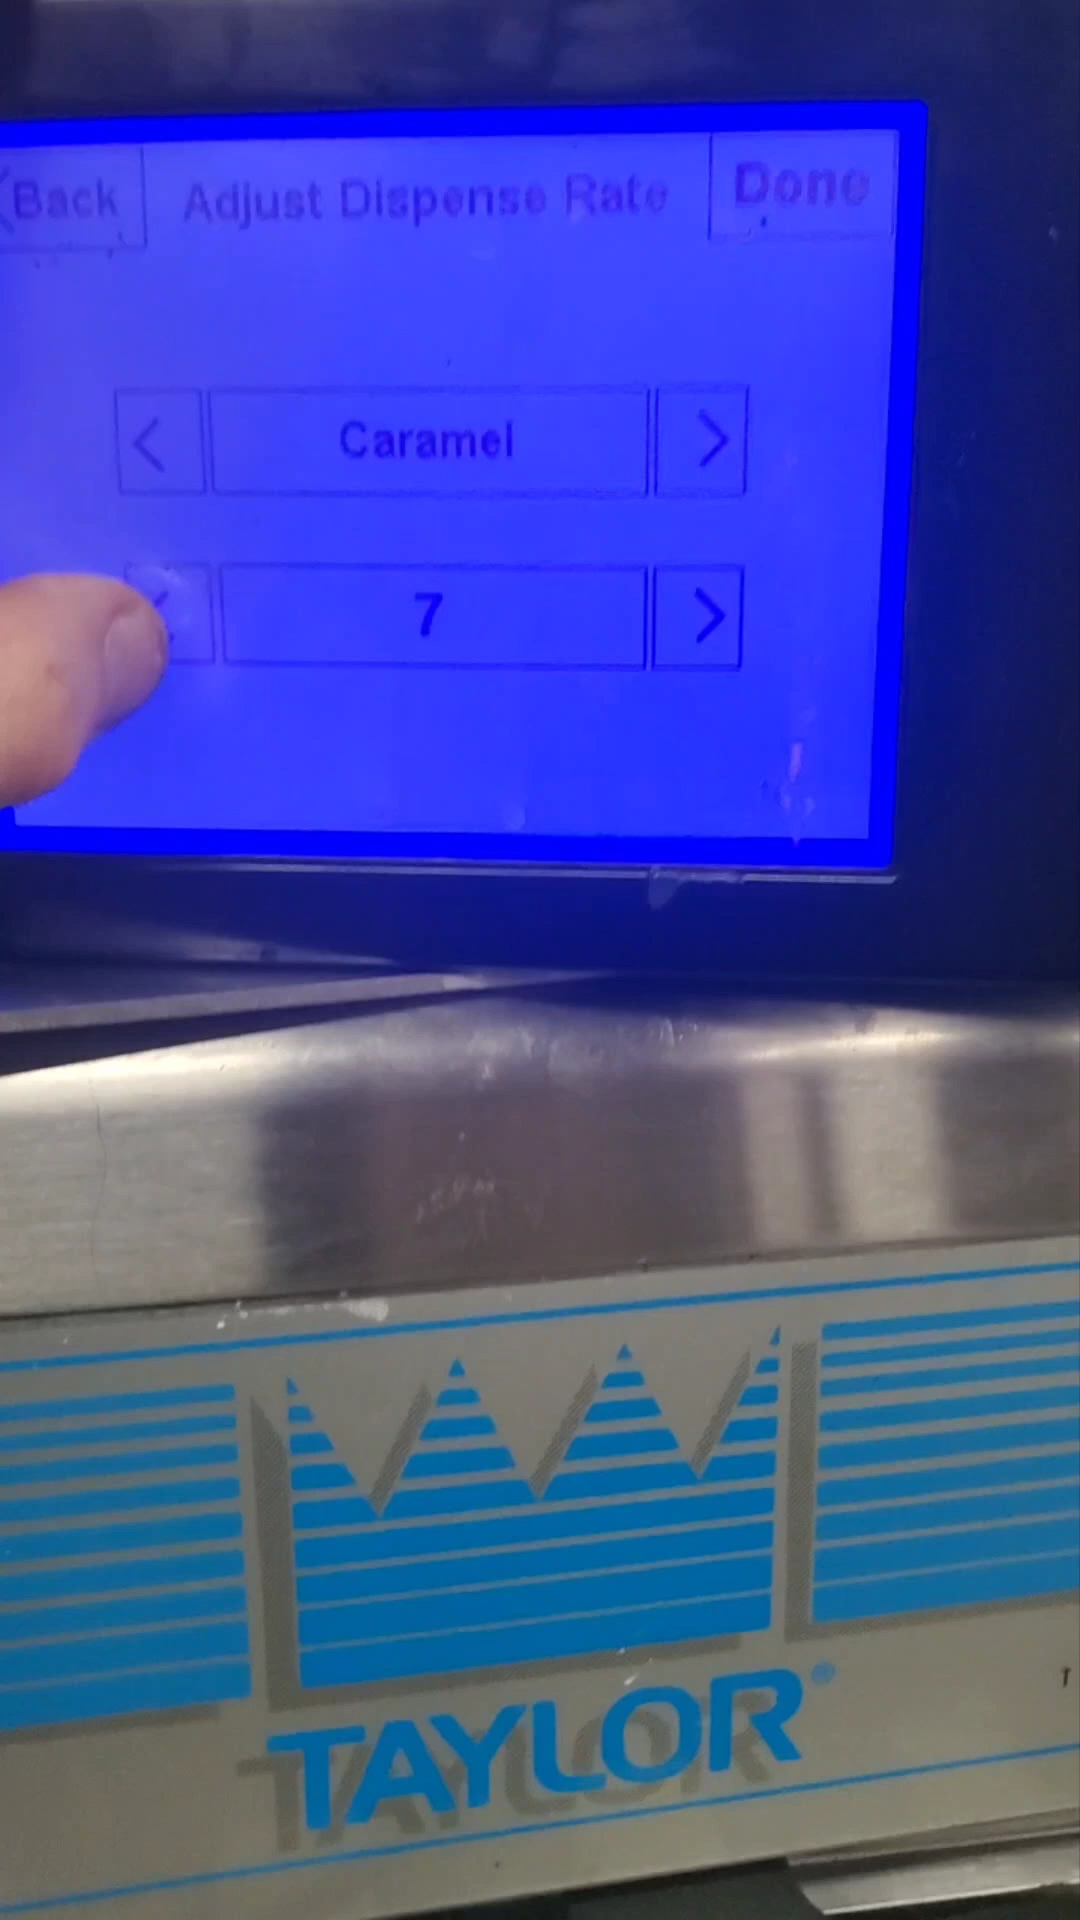 Back
Adjust Dispense Rate
Done
< Caramel >
< 7 >
TAYLOR®
T